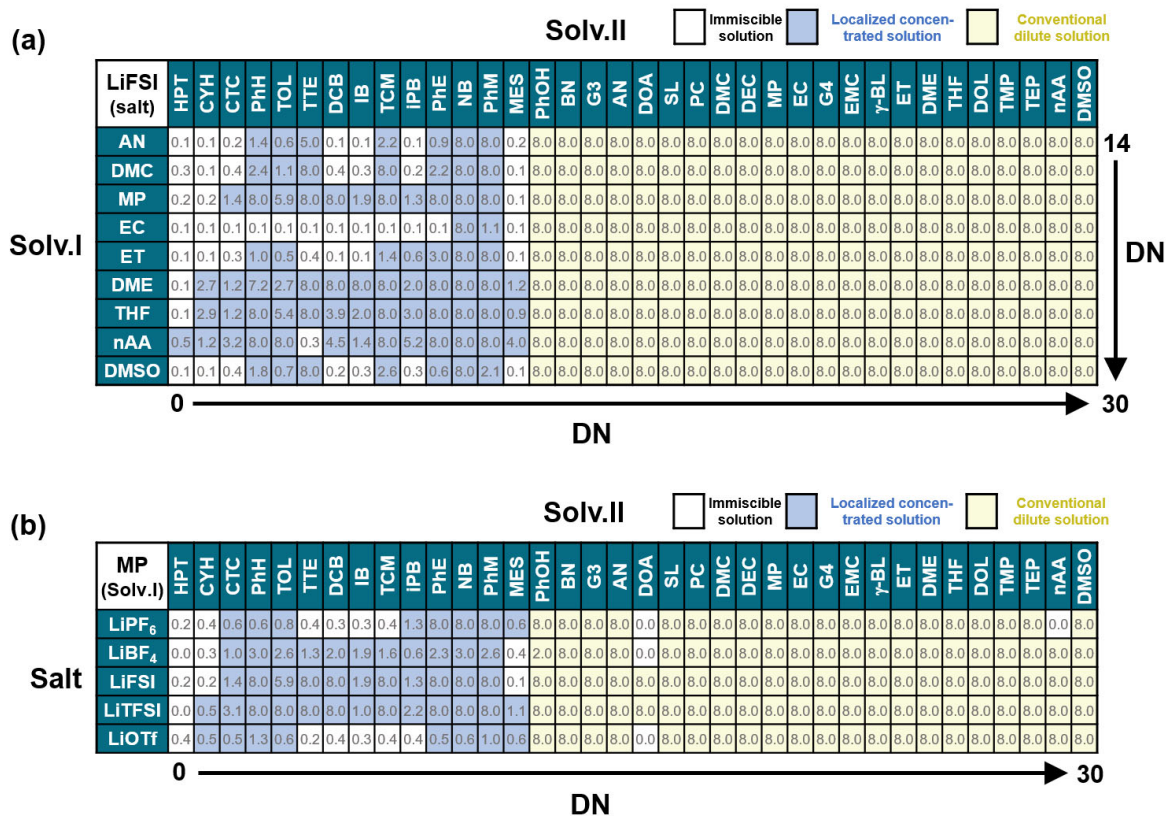 (a)
Solv.II
Immiscible solution
Localized concen-trated solution
Conventional dilute solution
LiFSI (salt) HPT CYH CTC PhH TOL TTE DCB IB TCM iPB PhE NB PhM MES PhOH BN G3 AN DOA SL PC DMC DEC MP EC G4 EMC γ-BL ET DME THF DOL TMP TEP nAA DMSO
AN 0.1 0.1 0.2 1.4 0.6 5.0 0.1 0.1 2.2 0.1 0.9 8.0 8.0 0.2 8.0 8.0 8.0 8.0 8.0 8.0 8.0 8.0 8.0 8.0 8.0 8.0 8.0 8.0 8.0 8.0 8.0 8.0 8.0 8.0 8.0 8.0
DMC 0.3 0.1 0.4 2.4 1.1 8.0 0.4 0.3 8.0 0.2 2.2 8.0 8.0 0.1 8.0 8.0 8.0 8.0 8.0 8.0 8.0 8.0 8.0 8.0 8.0 8.0 8.0 8.0 8.0 8.0 8.0 8.0 8.0 8.0 8.0 8.0
MP 0.2 0.2 1.4 8.0 5.9 8.0 8.0 1.9 8.0 1.3 8.0 8.0 8.0 0.1 8.0 8.0 8.0 8.0 8.0 8.0 8.0 8.0 8.0 8.0 8.0 8.0 8.0 8.0 8.0 8.0 8.0 8.0 8.0 8.0 8.0 8.0
EC 0.1 0.1 0.1 0.1 0.1 0.1 0.1 0.1 0.1 0.1 0.1 8.0 1.1 0.1 8.0 8.0 8.0 8.0 8.0 8.0 8.0 8.0 8.0 8.0 8.0 8.0 8.0 8.0 8.0 8.0 8.0 8.0 8.0 8.0 8.0 8.0
ET 0.1 0.1 0.3 1.0 0.5 0.4 0.1 0.1 1.4 0.6 3.0 8.0 8.0 0.1 8.0 8.0 8.0 8.0 8.0 8.0 8.0 8.0 8.0 8.0 8.0 8.0 8.0 8.0 8.0 8.0 8.0 8.0 8.0 8.0 8.0 8.0
DME 0.1 2.7 1.2 7.2 2.7 8.0 8.0 8.0 8.0 2.0 8.0 8.0 8.0 1.2 8.0 8.0 8.0 8.0 8.0 8.0 8.0 8.0 8.0 8.0 8.0 8.0 8.0 8.0 8.0 8.0 8.0 8.0 8.0 8.0 8.0 8.0
THF 0.1 2.9 1.2 8.0 5.4 8.0 3.9 2.0 8.0 3.0 8.0 8.0 8.0 0.9 8.0 8.0 8.0 8.0 8.0 8.0 8.0 8.0 8.0 8.0 8.0 8.0 8.0 8.0 8.0 8.0 8.0 8.0 8.0 8.0 8.0 8.0
nAA 0.5 1.2 3.2 8.0 8.0 0.3 4.5 1.4 8.0 5.2 8.0 8.0 8.0 4.0 8.0 8.0 8.0 8.0 8.0 8.0 8.0 8.0 8.0 8.0 8.0 8.0 8.0 8.0 8.0 8.0 8.0 8.0 8.0 8.0 8.0 8.0
DMSO 0.1 0.1 0.4 1.8 0.7 8.0 0.2 0.3 2.6 0.3 0.6 8.0 2.1 0.1 8.0 8.0 8.0 8.0 8.0 8.0 8.0 8.0 8.0 8.0 8.0 8.0 8.0 8.0 8.0 8.0 8.0 8.0 8.0 8.0 8.0 8.0
Solv.I
14
DN
30
0
DN
(b)
Solv.II
Immiscible solution
Localized concen-trated solution
Conventional dilute solution
MP (Solv.I) HPT CYH CTC PhH TOL TTE DCB IB TCM iPB PhE NB PhM MES PhOH BN G3 AN DOA SL PC DMC DEC MP EC G4 EMC γ-BL ET DME THF DOL TMP TEP nAA DMSO
LiPF₆ 0.2 0.4 0.6 0.6 0.8 0.4 0.3 0.3 0.4 1.3 8.0 8.0 8.0 0.6 8.0 8.0 8.0 8.0 0.0 8.0 8.0 8.0 8.0 8.0 8.0 8.0 8.0 8.0 8.0 8.0 8.0 8.0 8.0 8.0 0.0 8.0
LiBF₄ 0.0 0.3 1.0 3.0 2.6 1.3 2.0 1.9 1.6 0.6 2.3 3.0 2.6 0.4 2.0 8.0 8.0 8.0 0.0 8.0 8.0 8.0 8.0 8.0 8.0 8.0 8.0 8.0 8.0 8.0 8.0 8.0 8.0 8.0 8.0 8.0
LiFSI 0.2 0.2 1.4 8.0 5.9 8.0 8.0 1.9 8.0 1.3 8.0 8.0 8.0 0.1 8.0 8.0 8.0 8.0 8.0 8.0 8.0 8.0 8.0 8.0 8.0 8.0 8.0 8.0 8.0 8.0 8.0 8.0 8.0 8.0 8.0 8.0
LiTFSI 0.0 0.5 3.1 8.0 8.0 8.0 8.0 1.0 8.0 2.2 8.0 8.0 8.0 1.1 8.0 8.0 8.0 8.0 8.0 8.0 8.0 8.0 8.0 8.0 8.0 8.0 8.0 8.0 8.0 8.0 8.0 8.0 8.0 8.0 8.0 8.0
LiOTf 0.4 0.5 0.5 1.3 0.6 0.2 0.4 0.3 0.4 0.4 0.5 0.6 1.0 0.6 8.0 8.0 8.0 8.0 0.0 8.0 8.0 8.0 8.0 8.0 8.0 8.0 8.0 8.0 8.0 8.0 8.0 8.0 8.0 8.0 8.0 8.0
Salt
0
30
DN